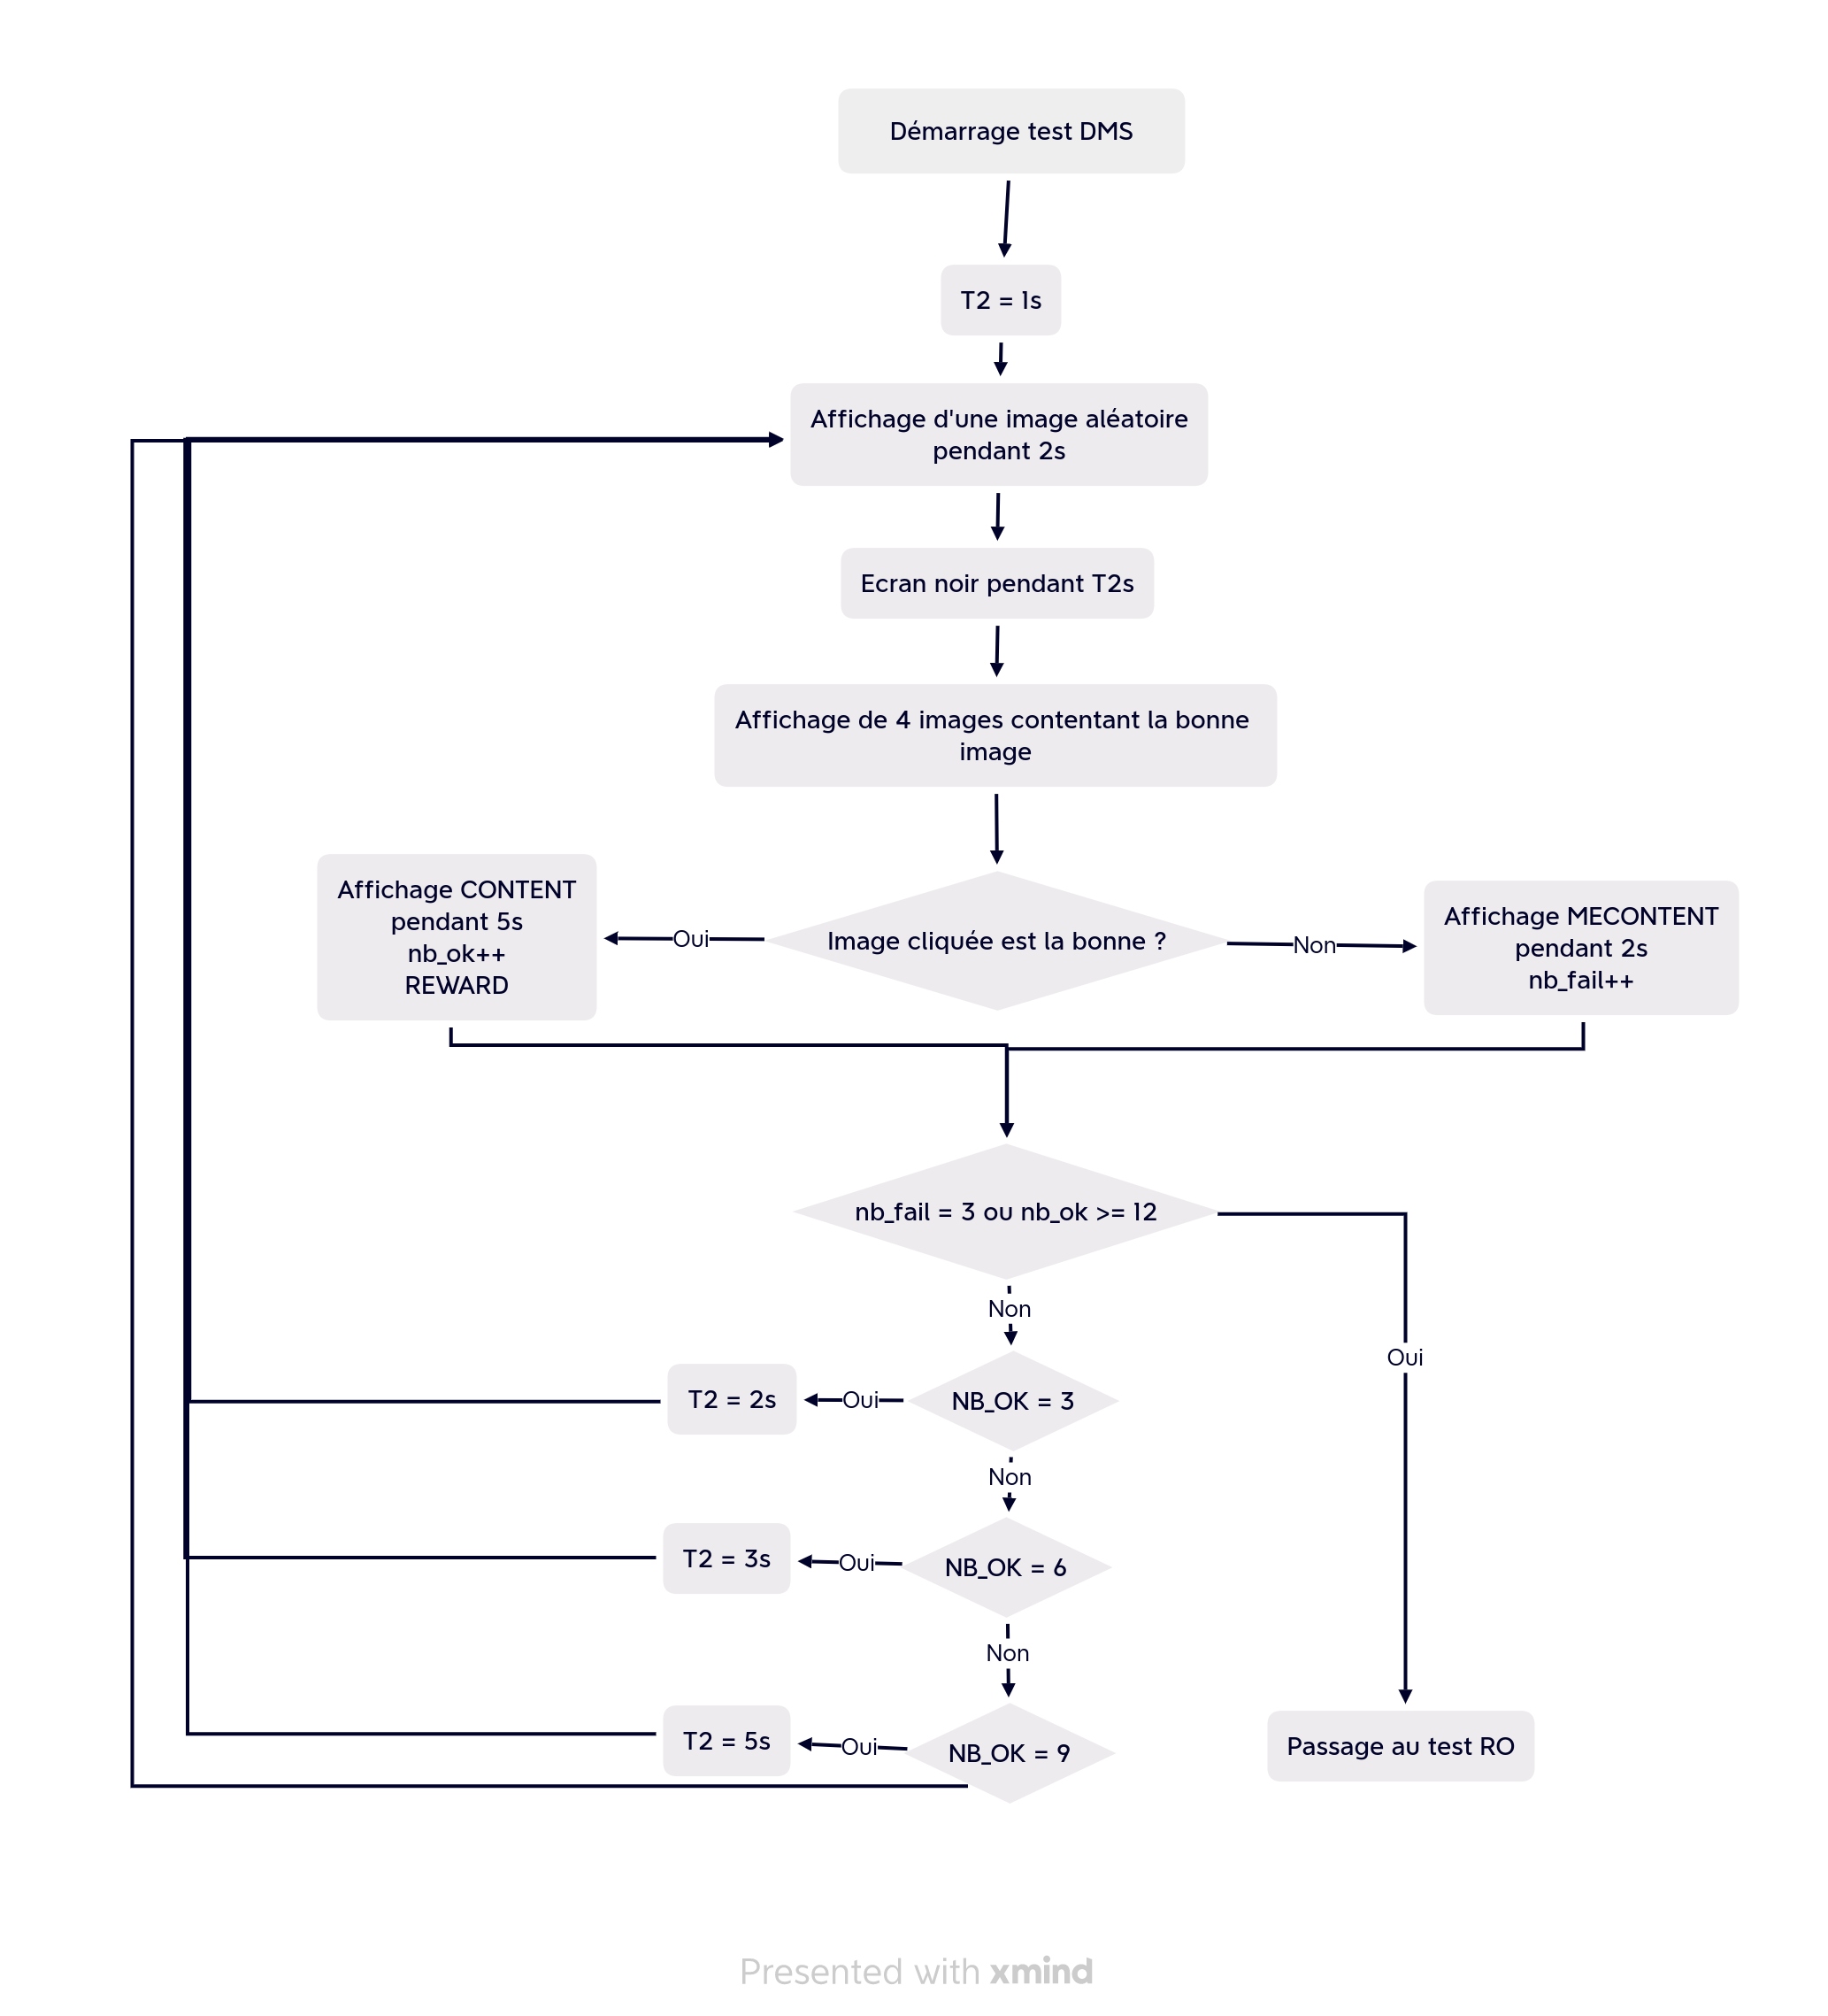 Démarrage test DMS
T2 = 1s
Affichage d'une image aléatoire
pendant 2s
Ecran noir pendant T2s
Affichage de 4 images contentant la bonne
image
Affichage CONTENT
pendant 5s
nb_ok++
REWARD
Oui
Image cliquée est la bonne ?
Non
Affichage MECONTENT
pendant 2s
nb_fail++
nb_fail = 3 ou nb_ok >= 12
Non
Oui
T2 = 2s
Oui
NB_OK = 3
Non
T2 = 3s
Oui
NB_OK = 6
Non
T2 = 5s
Oui
NB_OK = 9
Passage au test RO
Presented with xmind